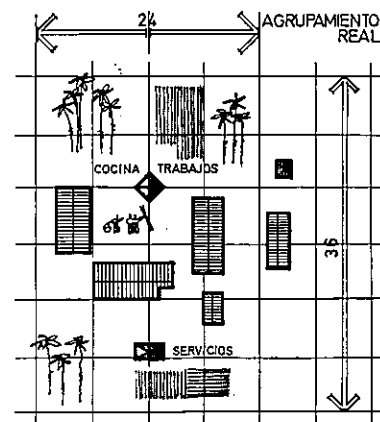 24
AGRUPAMIENTO
REAL
COCINA TRABAJOS
36
SERVICIOS